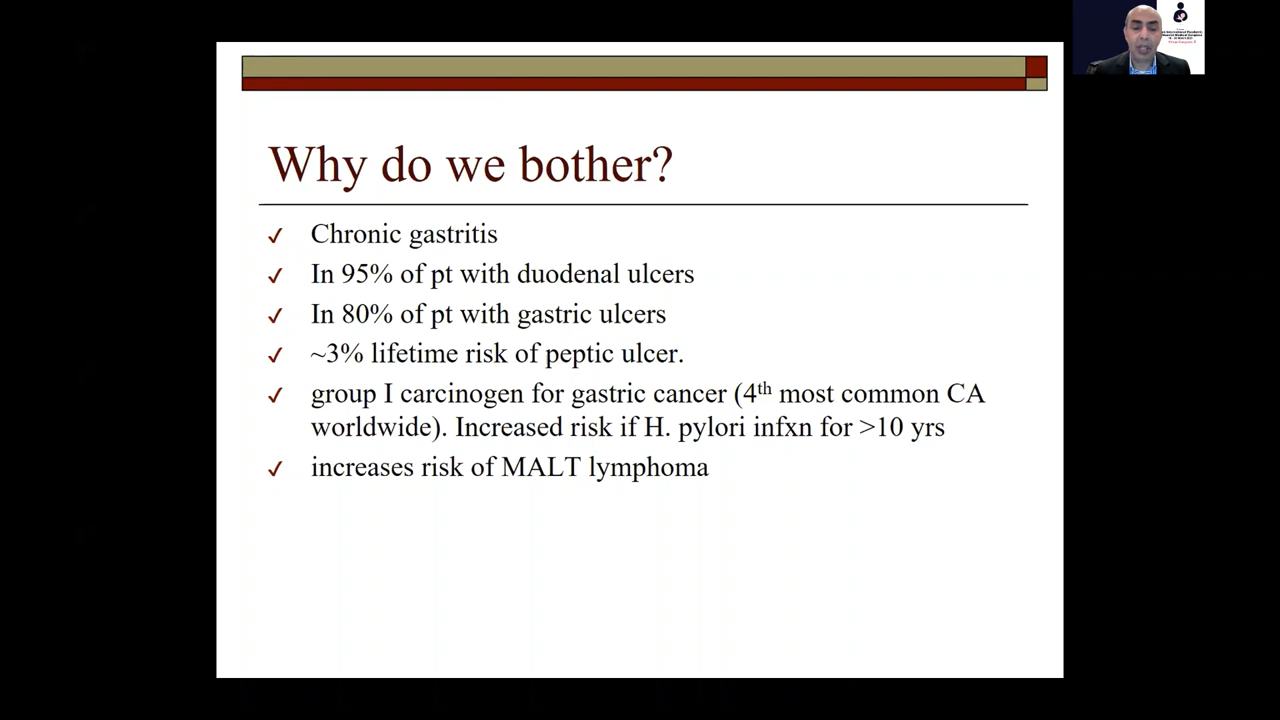 Why do we bother?
✓ Chronic gastritis
✓ In 95% of pt with duodenal ulcers
✓ In 80% of pt with gastric ulcers
✓ ~3% lifetime risk of peptic ulcer.
✓ group I carcinogen for gastric cancer (4th most common CA
worldwide). Increased risk if H. pylori infxn for >10 yrs
✓ increases risk of MALT lymphoma